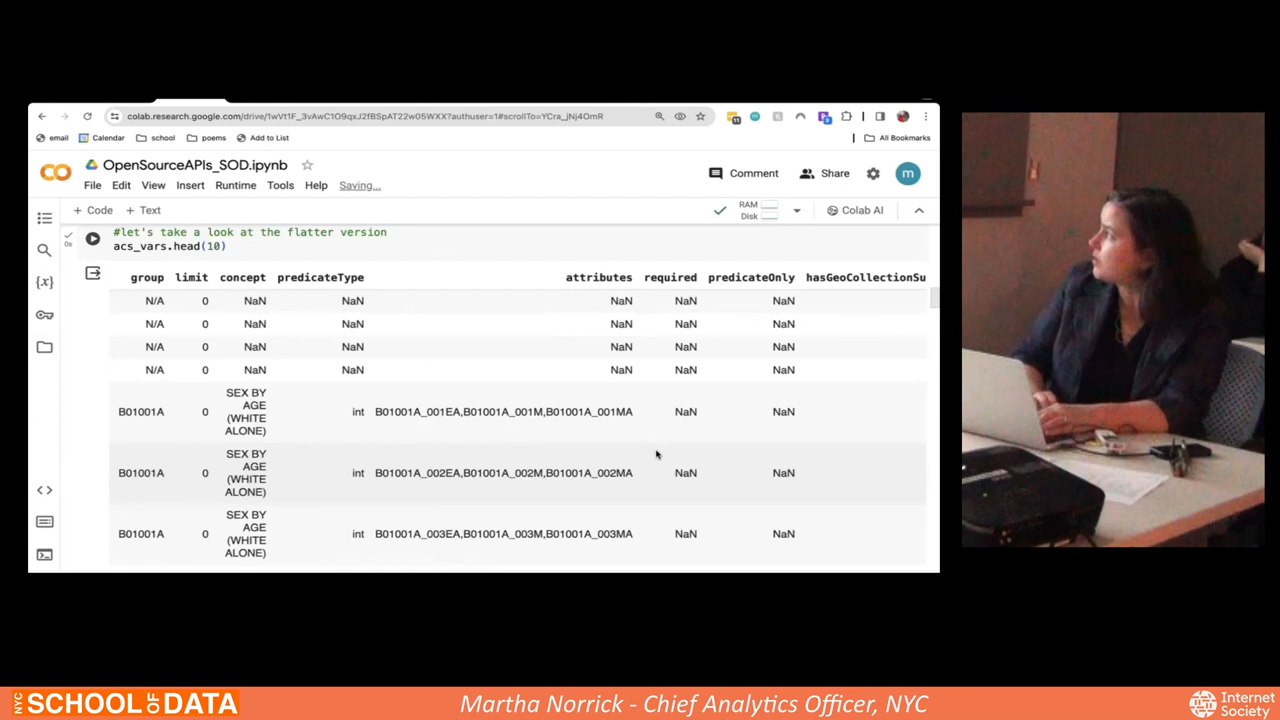 colab.research.google.com/drive/1wVt1F_3vAwC1O9qxJ2fBSpAT22w05WXX?authuser=1#scrollTo=YCra_jNj4OmR
email Calendar school poems Add to List All Bookmarks
OpenSourceAPIs_SOD.ipynb
Comment Share m
File Edit View Insert Runtime Tools Help Saving...
+ Code + Text RAM Disk Colab AI
#let's take a look at the flatter version
0s
acs_vars.head(10)
group limit concept predicateType attributes required predicateOnly hasGeoCollectionSu
N/A 0 NaN NaN NaN NaN NaN
N/A 0 NaN NaN NaN NaN NaN
N/A 0 NaN NaN NaN NaN NaN
N/A 0 NaN NaN NaN NaN NaN
SEX BY
AGE
B01001A 0 (WHITE int B01001A_001EA,B01001A_001M,B01001A_001MA NaN NaN
ALONE)
SEX BY
AGE
B01001A 0 (WHITE int B01001A_002EA,B01001A_002M,B01001A_002MA NaN NaN
ALONE)
SEX BY
AGE
B01001A 0 (WHITE int B01001A_003EA,B01001A_003M,B01001A_003MA NaN NaN
ALONE)
NYC SCHOOL OF DATA
Martha Norrick - Chief Analytics Officer, NYC
Internet
Society